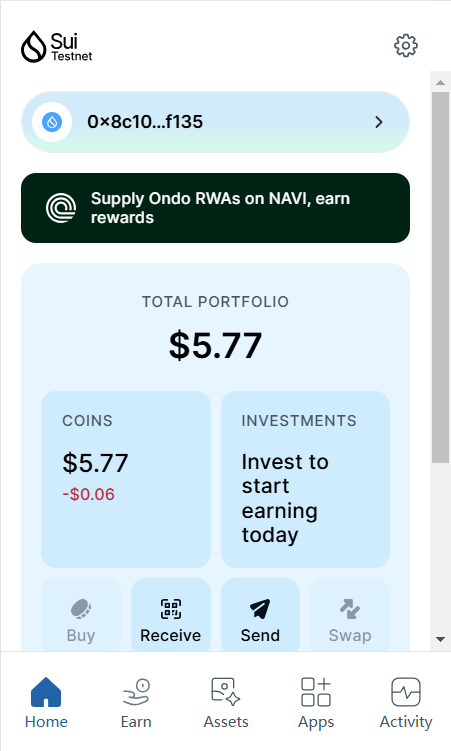 Sui
Testnet
0×8c10...f135
Supply Ondo RWAs on NAVI, earn
rewards
TOTAL PORTFOLIO
$5.77
COINS
$5.77
-$0.06
INVESTMENTS
Invest to
start
earning
today
Buy
Receive
Send
Swap
Home
Earn
Assets
Apps
Activity